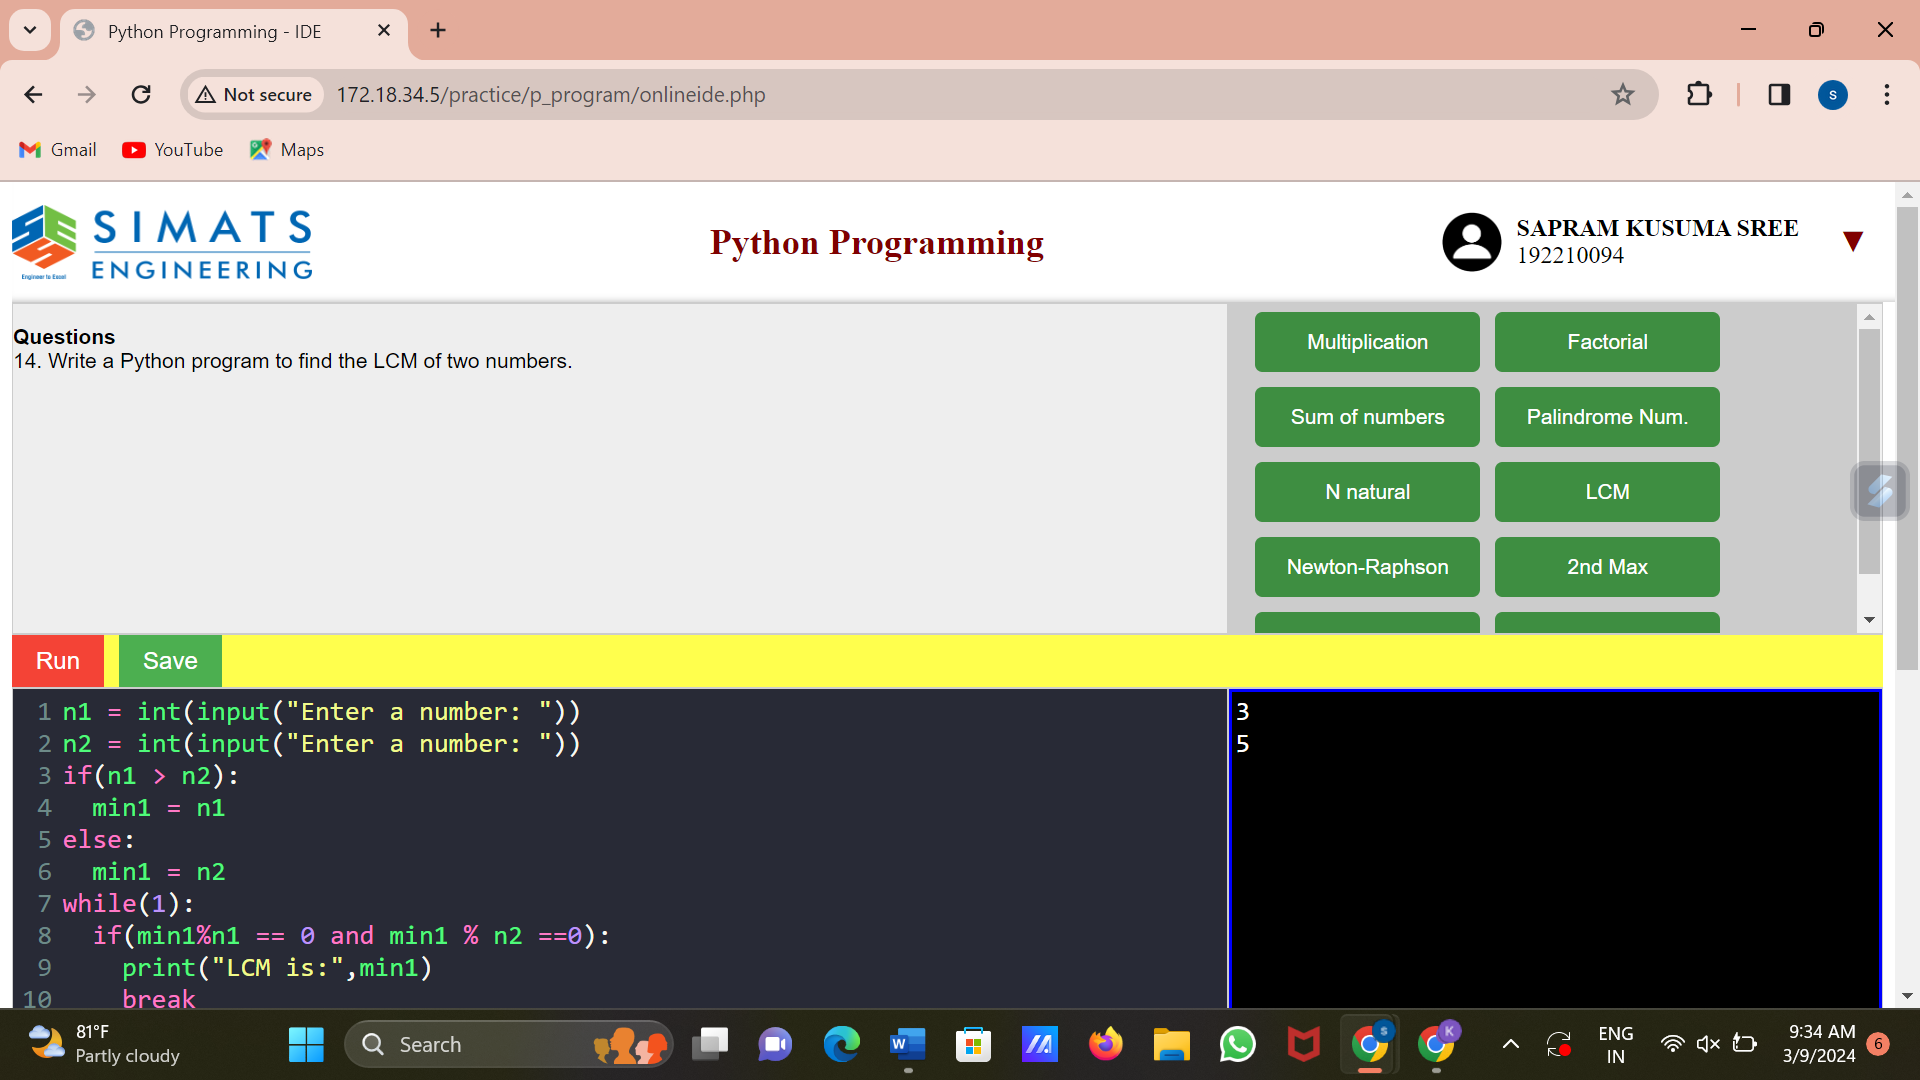 Python Programming - IDE
Not secure
172.18.34.5/practice/p_program/onlineide.php
S
Gmail
YouTube
Maps
SIMATS
ENGINEERING
Engineer to Excel
Python Programming
SAPRAM KUSUMA SREE
192210094
Questions
14. Write a Python program to find the LCM of two numbers.
Multiplication
Factorial
Sum of numbers
Palindrome Num.
N natural
LCM
Newton-Raphson
2nd Max
Run
Save
1 n1 = int(input("Enter a number: "))
2 n2 = int(input("Enter a number: "))
3 if(n1 > n2):
4   min1 = n1
5 else:
6   min1 = n2
7 while(1):
8   if(min1%n1 == 0 and min1 % n2 ==0):
9     print("LCM is:",min1)
10     break
3
5
81°F
Partly cloudy
Search
W
S
K
ENG
IN
9:34 AM
3/9/2024
6